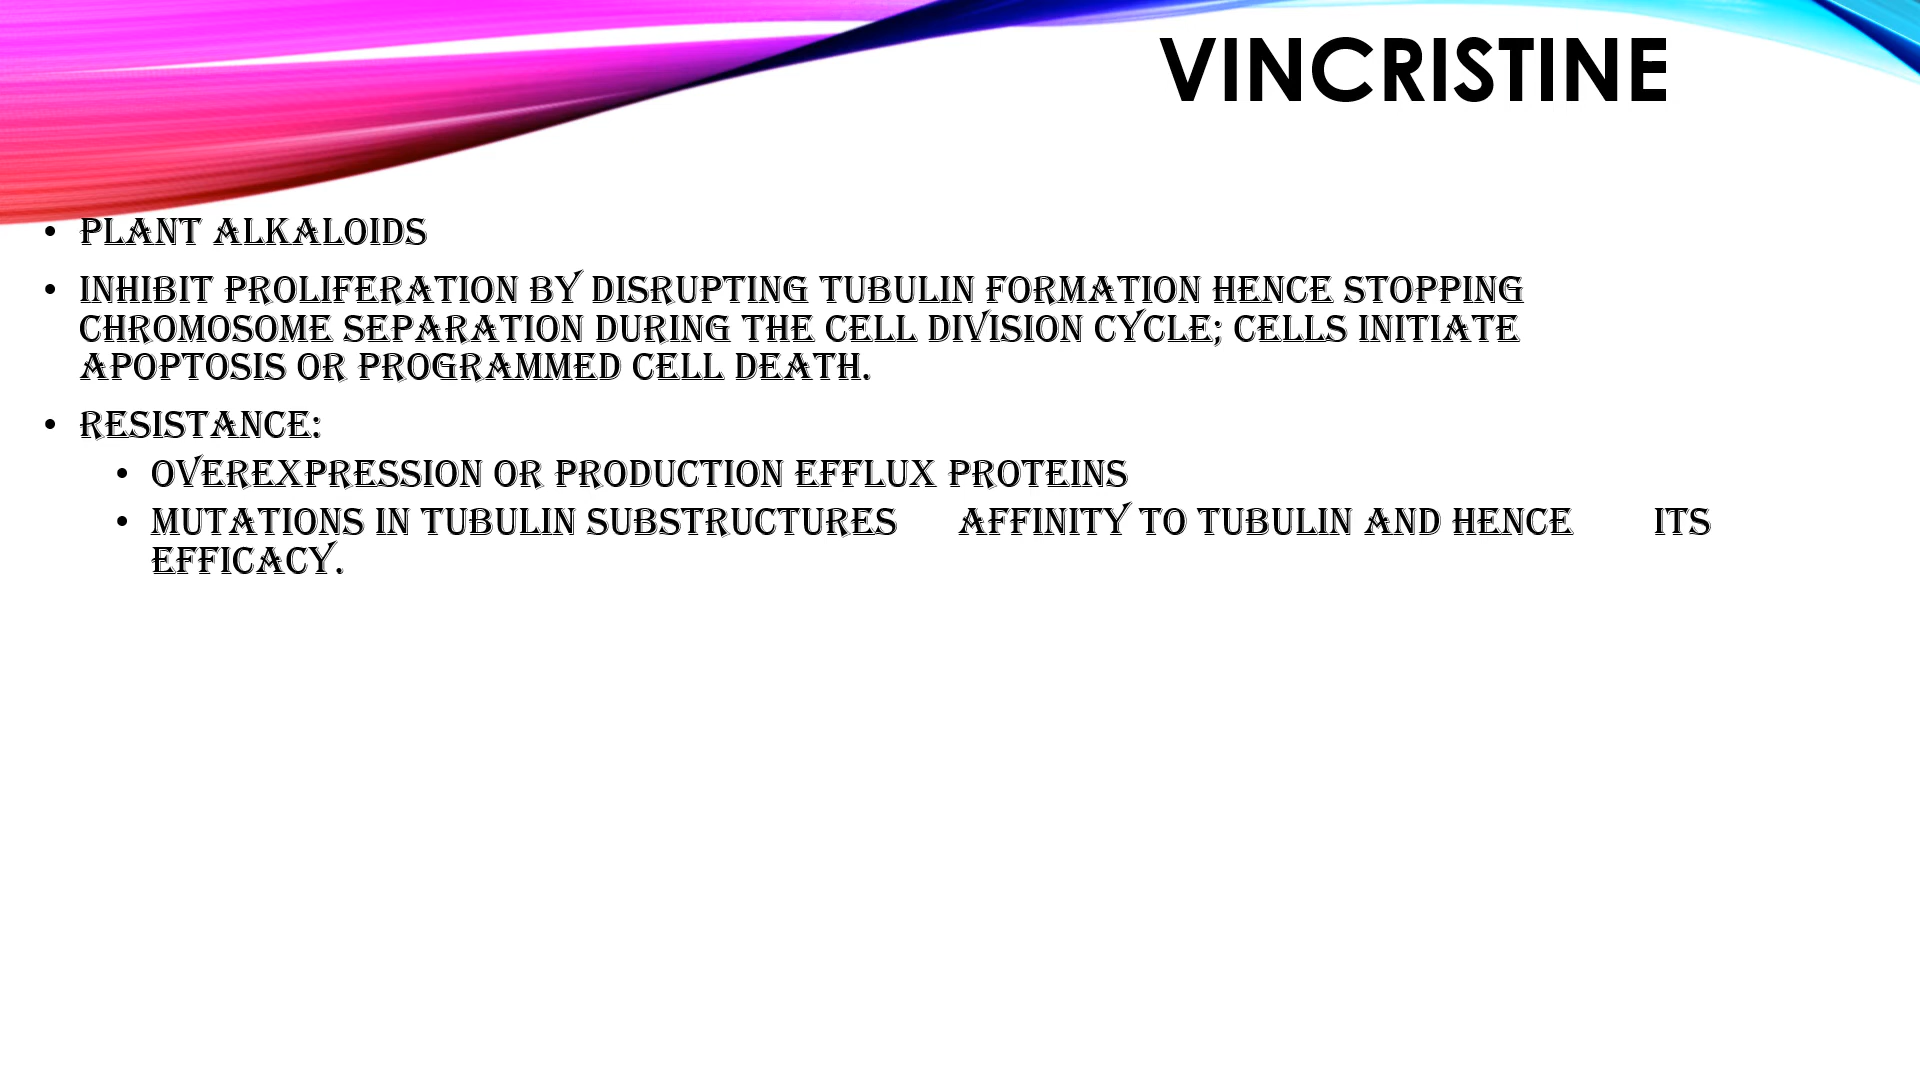 VINCRISTINE
• PLANT ALKALOIDS
• INHIBIT PROLIFERATION BY DISRUPTING TUBULIN FORMATION HENCE STOPPING
CHROMOSOME SEPARATION DURING THE CELL DIVISION CYCLE; CELLS INITIATE
APOPTOSIS OR PROGRAMMED CELL DEATH.
• RESISTANCE:
• OVEREXPRESSION OR PRODUCTION EFFLUX PROTEINS
• MUTATIONS IN TUBULIN SUBSTRUCTURES AFFINITY TO TUBULIN AND HENCE ITS
EFFICACY.